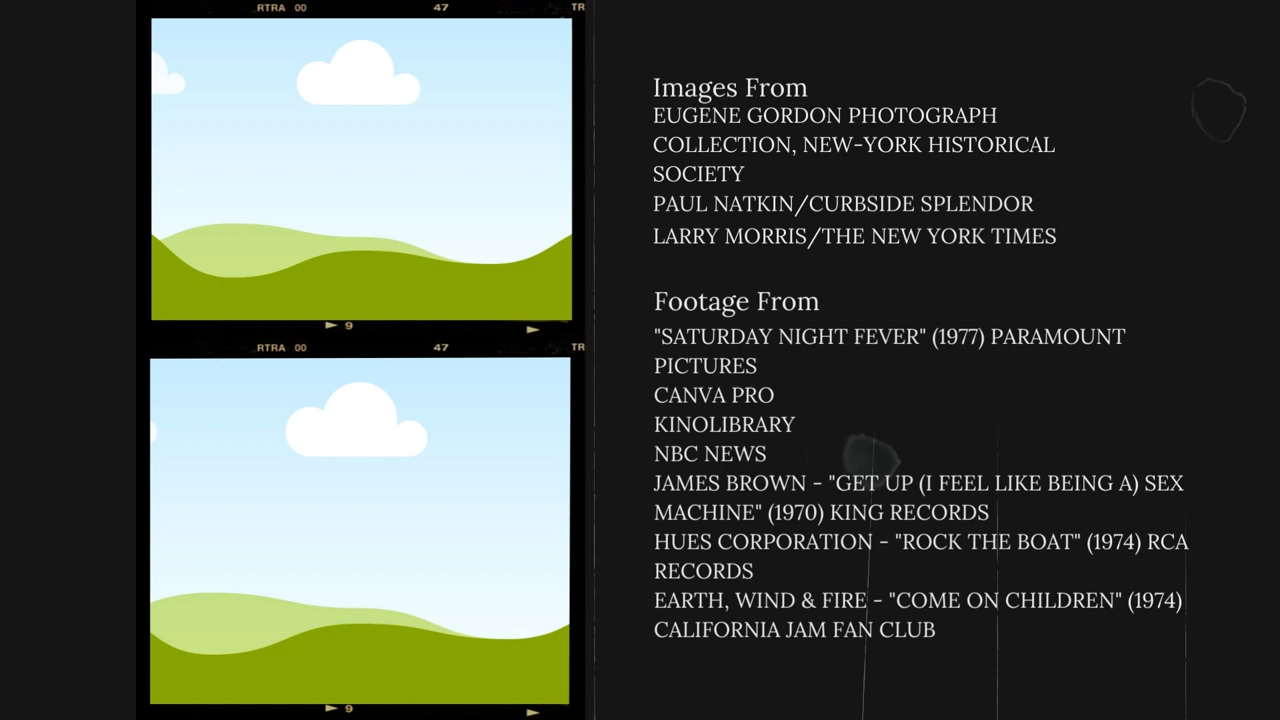 RTRA 00 47 TR
9
RTRA 00 47 TR
9
Images From
EUGENE GORDON PHOTOGRAPH
COLLECTION, NEW-YORK HISTORICAL
SOCIETY
PAUL NATKIN/CURBSIDE SPLENDOR
LARRY MORRIS/THE NEW YORK TIMES
Footage From
"SATURDAY NIGHT FEVER" (1977) PARAMOUNT
PICTURES
CANVA PRO
KINOLIBRARY
NBC NEWS
JAMES BROWN - "GET UP (I FEEL LIKE BEING A) SEX
MACHINE" (1970) KING RECORDS
HUES CORPORATION - "ROCK THE BOAT" (1974) RCA
RECORDS
EARTH, WIND & FIRE - "COME ON CHILDREN" (1974)
CALIFORNIA JAM FAN CLUB